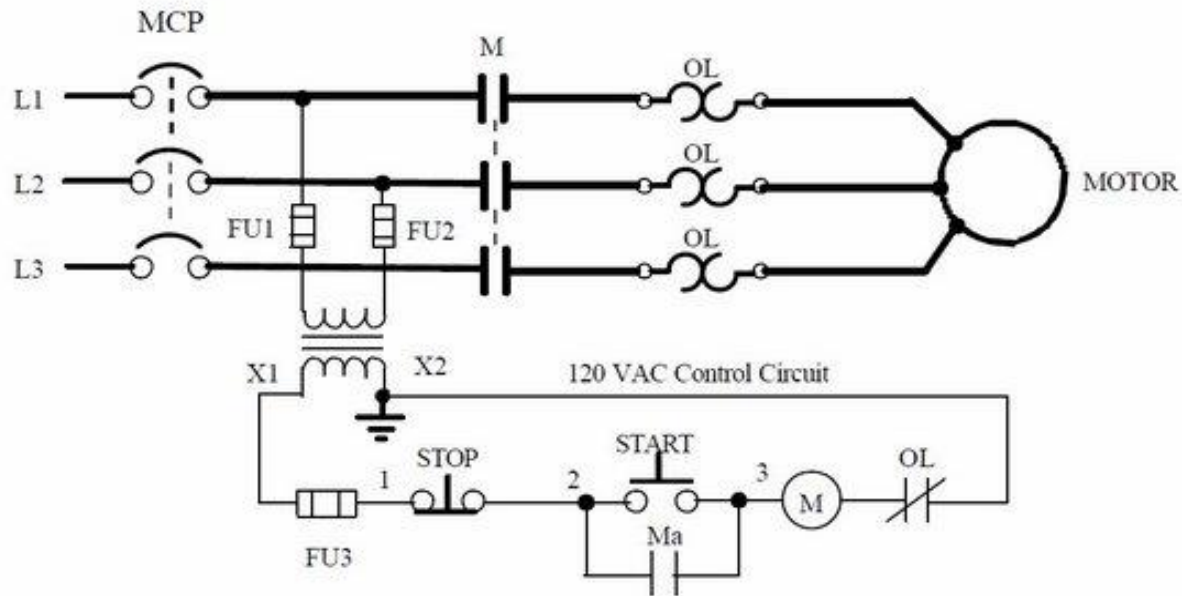 MCP
M
OL
L1
OL
L2
MOTOR
FU1
FU2
OL
L3
X1
X2
120 VAC Control Circuit
STOP
START
OL
1
2
3
M
Ma
FU3